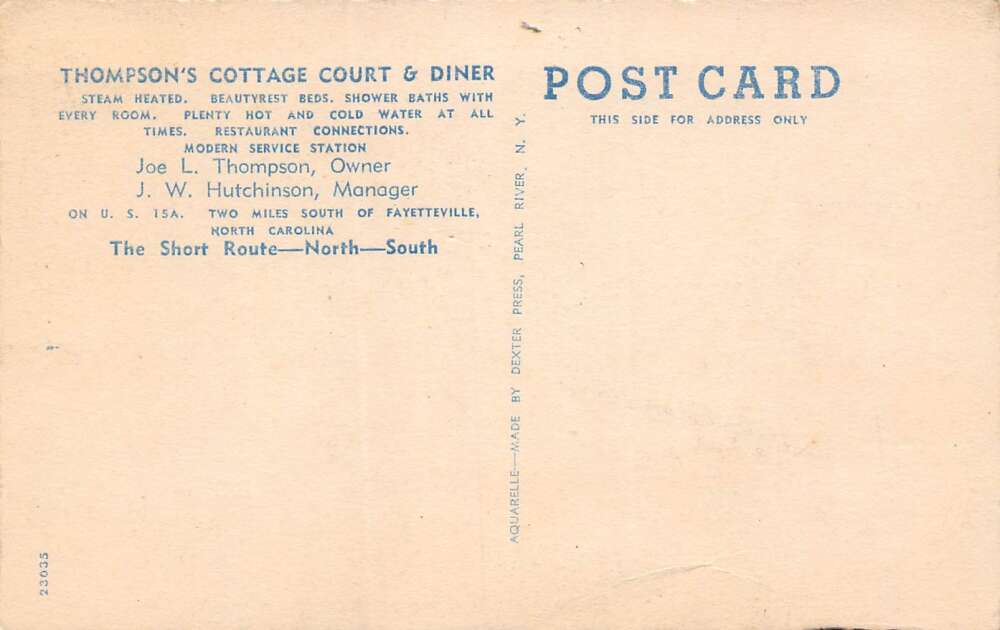 THOMPSON'S COTTAGE COURT & DINER
STEAM HEATED. BEAUTYREST BEDS. SHOWER BATHS WITH
EVERY ROOM. PLENTY HOT AND COLD WATER AT ALL
TIMES. RESTAURANT CONNECTIONS.
MODERN SERVICE STATION
Joe L. Thompson, Owner
J. W. Hutchinson, Manager
ON U. S. 15A. TWO MILES SOUTH OF FAYETTEVILLE,
NORTH CAROLINA
The Short Route—North—South
23035
AQUARELLE—MADE BY DEXTER PRESS, PEARL RIVER, N. Y.
POST CARD
THIS SIDE FOR ADDRESS ONLY